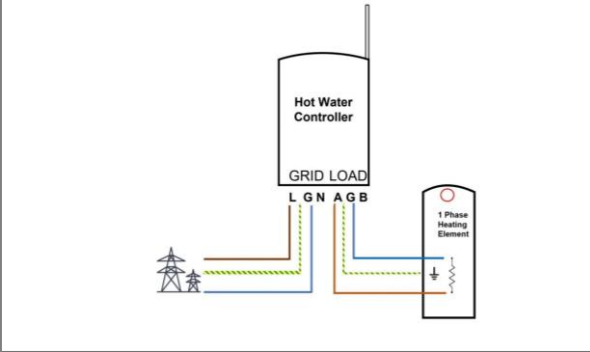 Hot Water
Controller
GRID LOAD
L G N A G B
1 Phase
Heating
Element